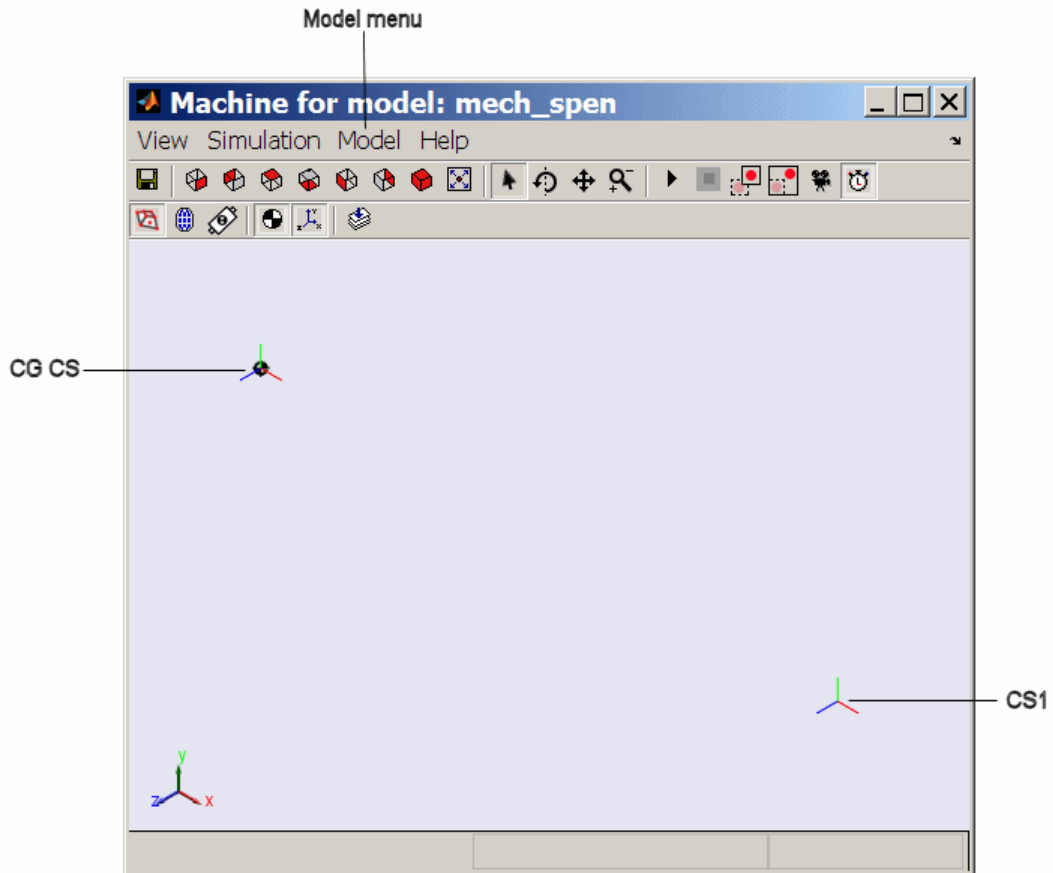 Model menu
Machine for model: mech_spen
View Simulation Model Help
CG CS
CS1
y
z x